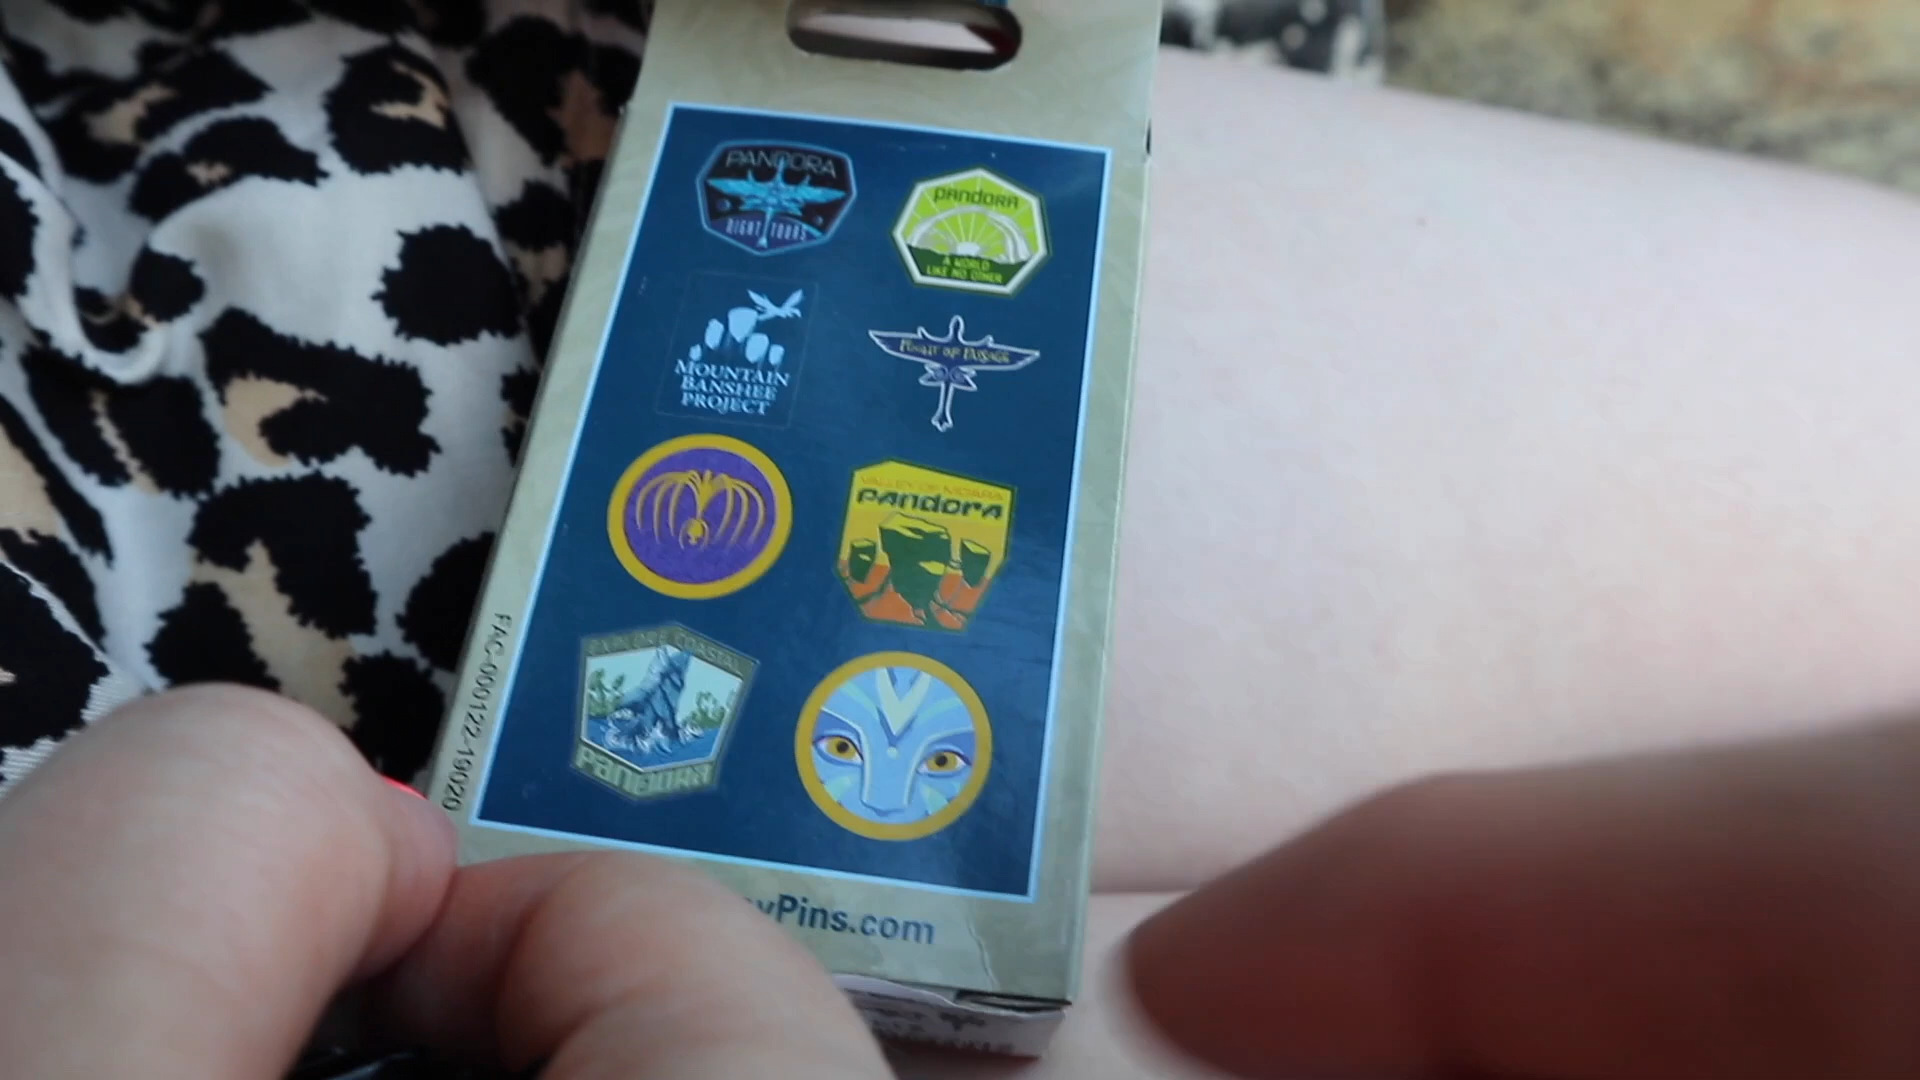 PANDORA
NIGHT TOURS
PANDORA
A WORLD
LIKE NO OTHER
MOUNTAIN
BANSHEE
PROJECT
FLIGHT OF PASSAGE
VALLEY OF MO'ARA
PANDORA
EXPLORE COASTAL
PANDORA
FAC-000122-19020
yPins.com